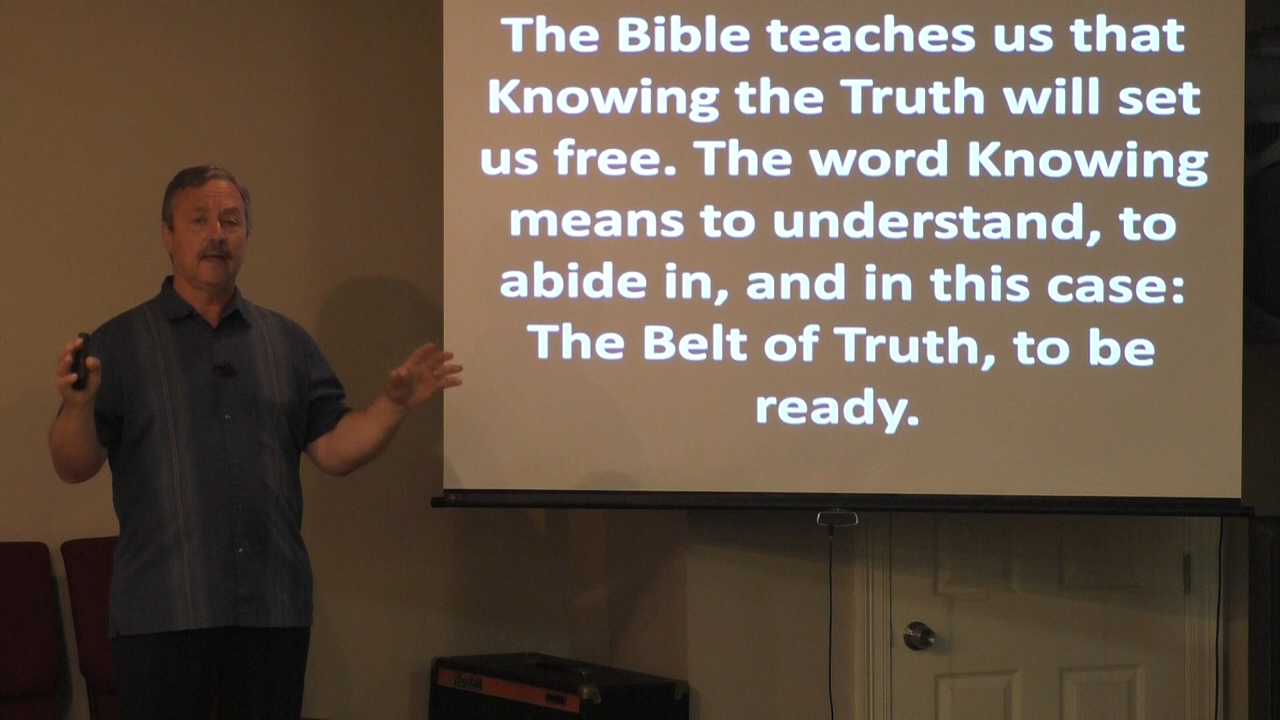 The Bible teaches us that
Knowing the Truth will set
us free. The word Knowing
means to understand, to
abide in, and in this case:
The Belt of Truth, to be
ready.